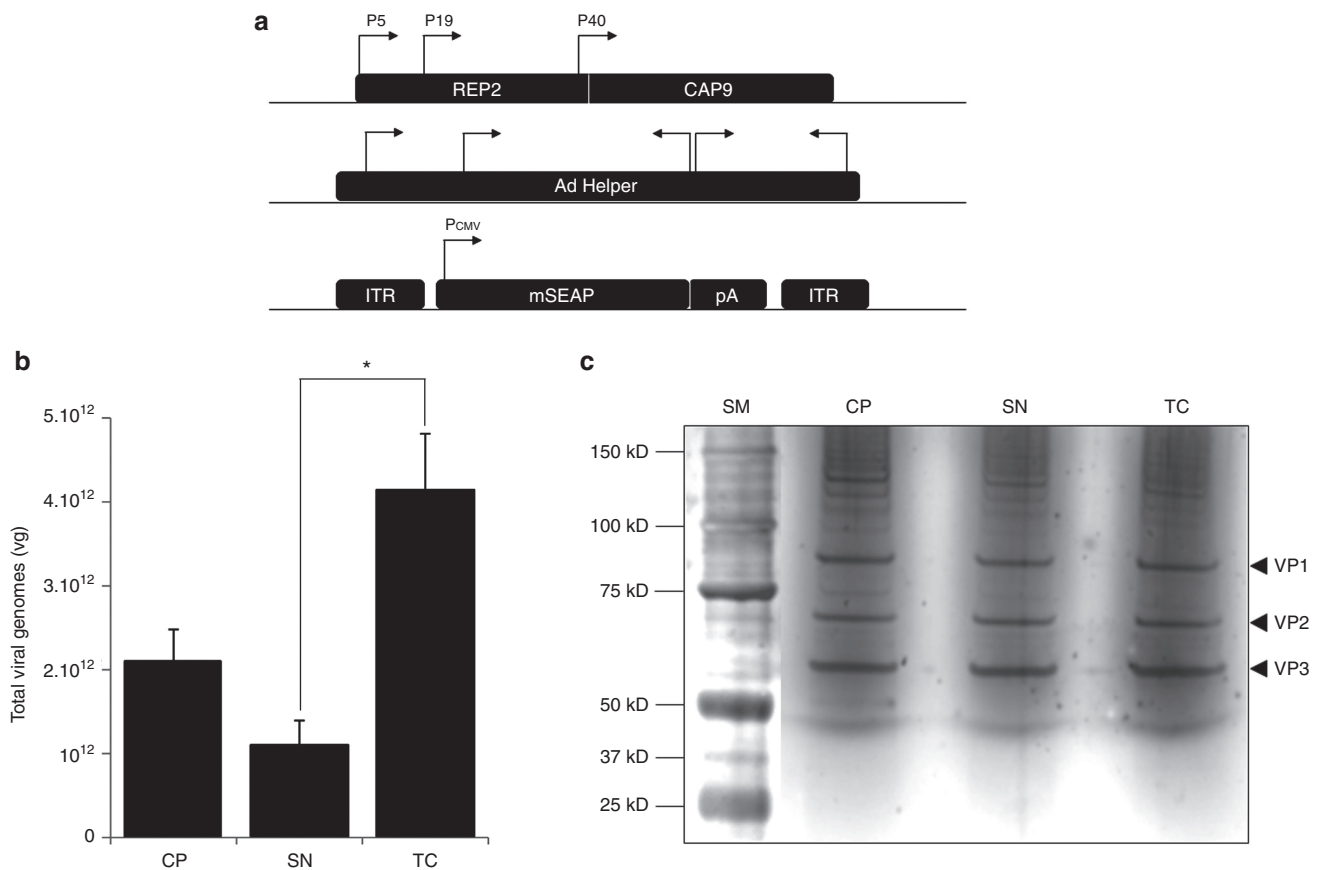 a
P5 P19 P40
REP2 CAP9
Ad Helper
PCMV
ITR mSEAP pA ITR
b
*
Total viral genomes (vg)
5.10¹²
4.10¹²
3.10¹²
2.10¹²
10¹²
0
CP SN TC
c
SM CP SN TC
150 kD
100 kD
75 kD
50 kD
37 kD
25 kD
VP1
VP2
VP3